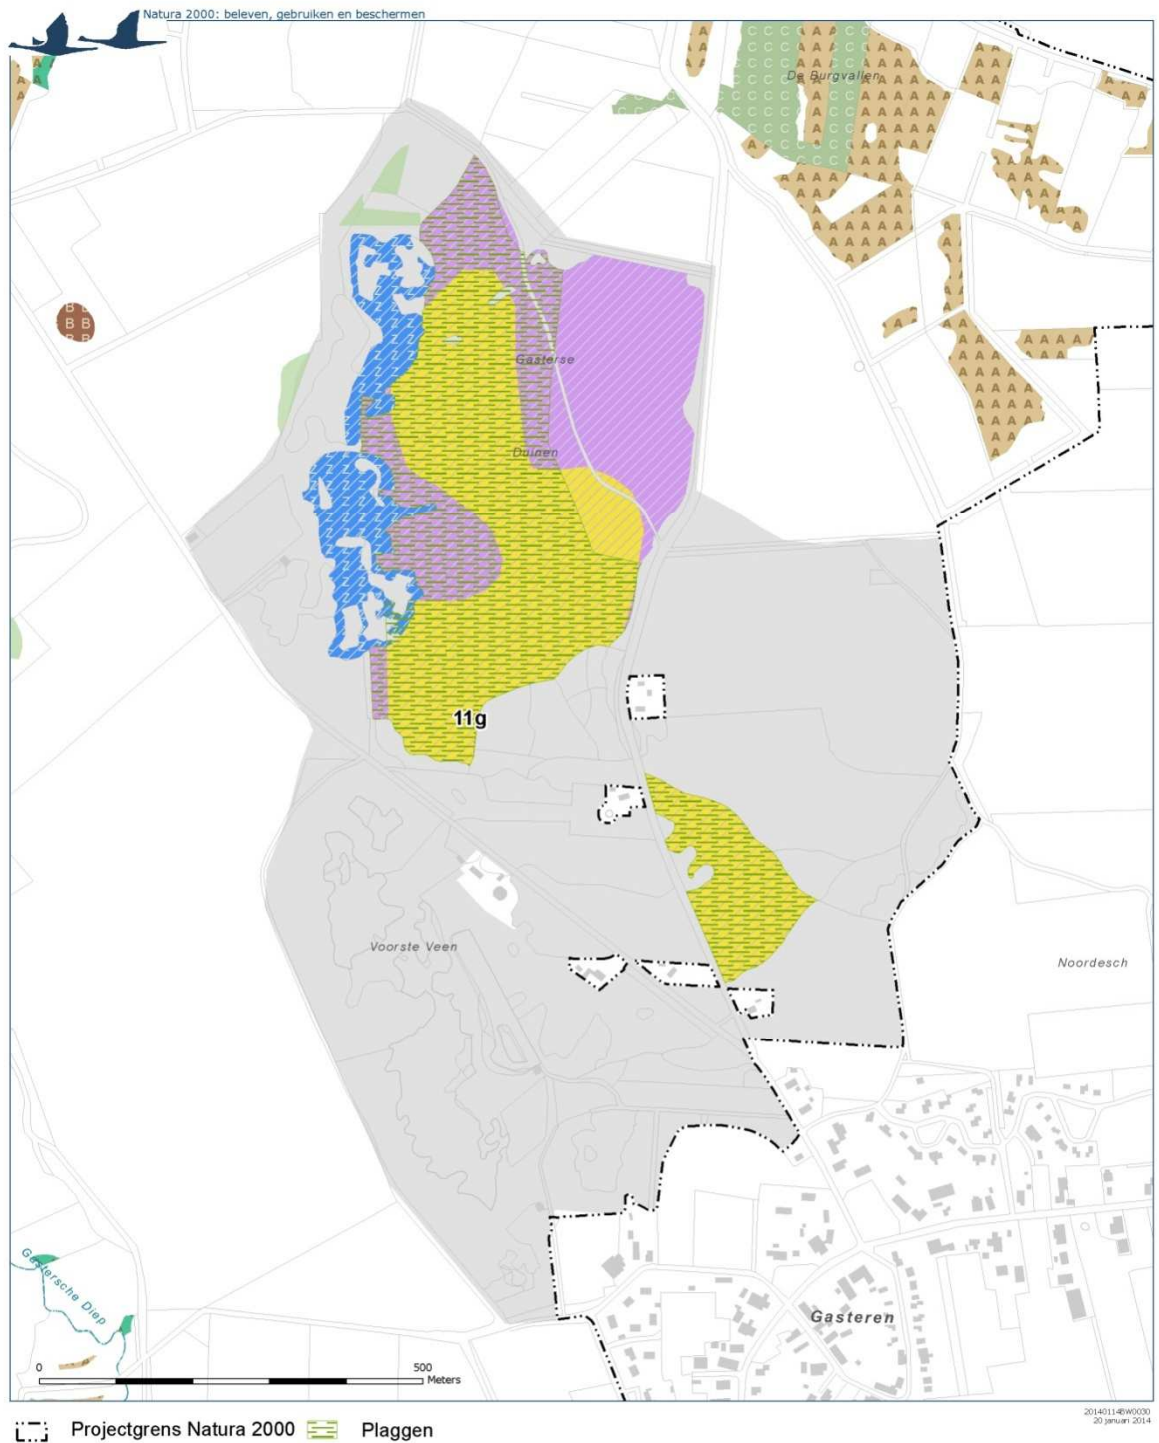 Natura 2000: beleven, gebruiken en beschermen
De Burgvallen
Gasterse
Duinen
11g
Voorste Veen
Noordesch
Gastersche Diep
Gasteren
0 500
Meters
20140114BW0030
20 januari 2014
Projectgrens Natura 2000 Plaggen